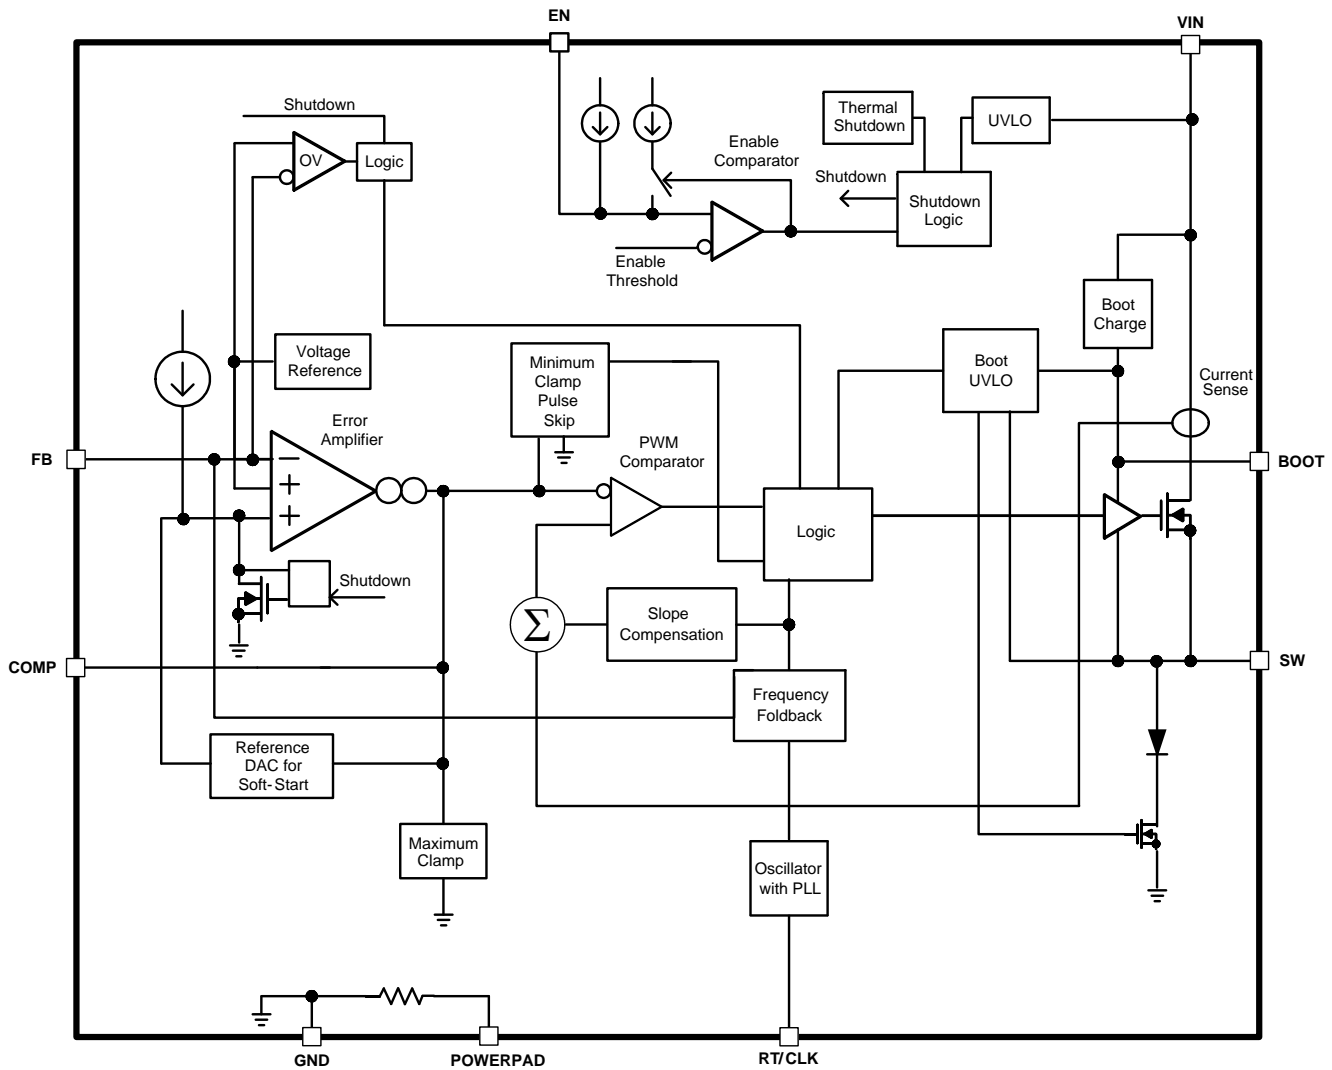 EN
VIN
Shutdown
OV
Logic
Thermal
Shutdown
UVLO
Enable
Comparator
Shutdown
Shutdown
Logic
Enable
Threshold
Boot
Charge
Voltage
Reference
Minimum
Clamp
Pulse
Skip
Boot
UVLO
Current
Sense
Error
Amplifier
PWM
Comparator
FB
BOOT
−
+
+
Logic
Shutdown
Σ
Slope
Compensation
COMP
SW
Frequency
Foldback
Reference
DAC for
Soft-Start
Maximum
Clamp
Oscillator
with PLL
GND
POWERPAD
RT/CLK